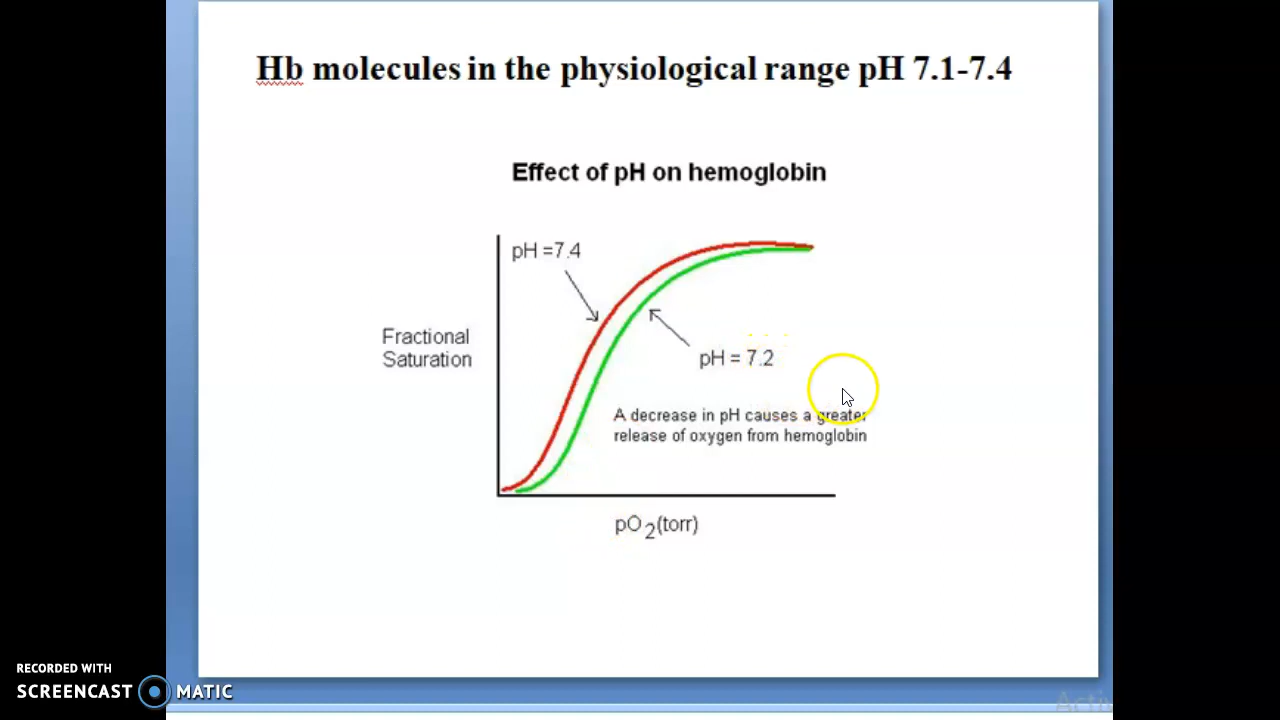 Hb molecules in the physiological range pH 7.1-7.4
Effect of pH on hemoglobin
pH =7.4
Fractional
Saturation
pH = 7.2
A decrease in pH causes a greater
release of oxygen from hemoglobin
pO2(torr)
RECORDED WITH
SCREENCAST MATIC